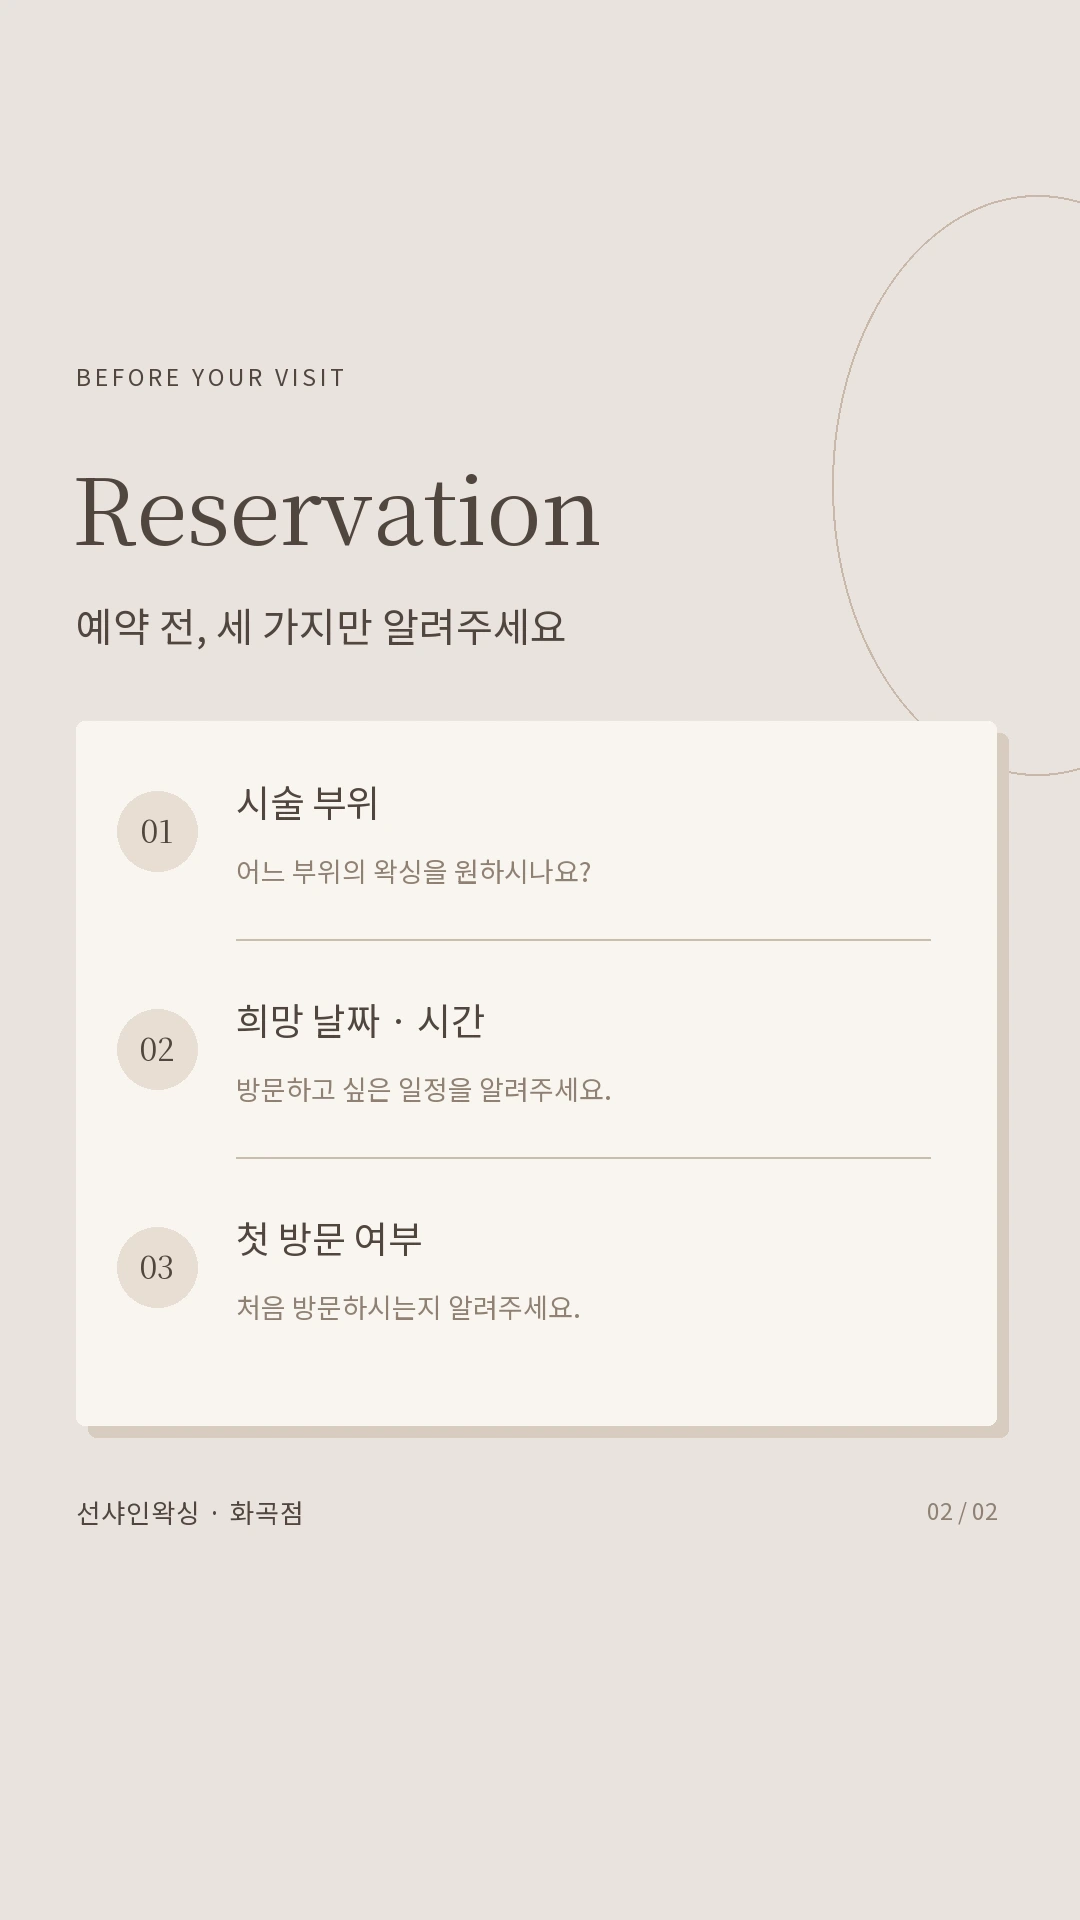 BEFORE YOUR VISIT
Reservation
예약 전, 세 가지만 알려주세요
01
시술 부위
어느 부위의 왁싱을 원하시나요?
02
희망 날짜 · 시간
방문하고 싶은 일정을 알려주세요.
03
첫 방문 여부
처음 방문하시는지 알려주세요.
선샤인왁싱 · 화곡점
02 / 02